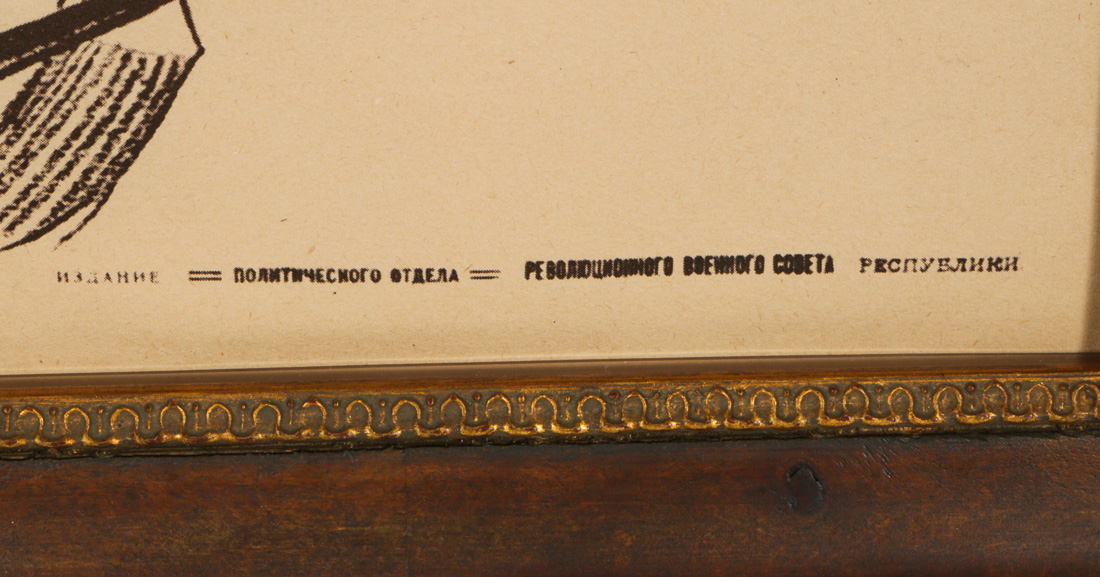 ИЗДАНИЕ = ПОЛИТИЧЕСКОГО ОТДЕЛА = РЕВОЛЮЦИОННОГО ВОЕННОГО СОВЕТА РЕСПУБЛИКИ